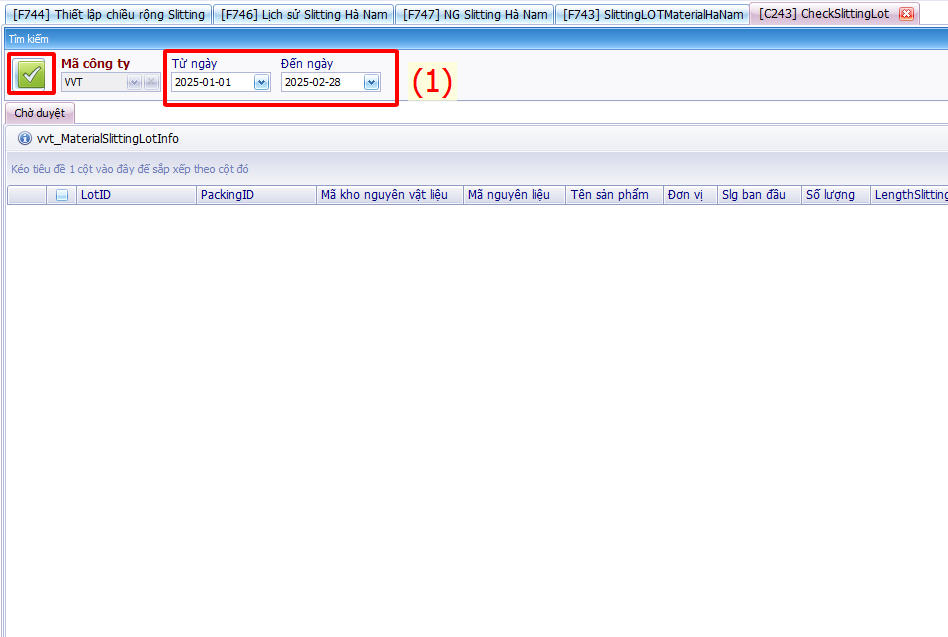 [F744] Thiết lập chiều rộng Slitting [F746] Lịch sử Slitting Hà Nam [F747] NG Slitting Hà Nam [F743] SlittingLOTMaterialHaNam [C243] CheckSlittingLot
Tìm kiếm
Mã công ty Từ ngày Đến ngày
VVT 2025-01-01 2025-02-28 (1)
Chờ duyệt
vvt_MaterialSlittingLotInfo
Kéo tiêu đề 1 cột vào đây để sắp xếp theo cột đó
LotID PackingID Mã kho nguyên vật liệu Mã nguyên liệu Tên sản phẩm Đơn vị Slg ban đầu Số lượng LengthSlitting